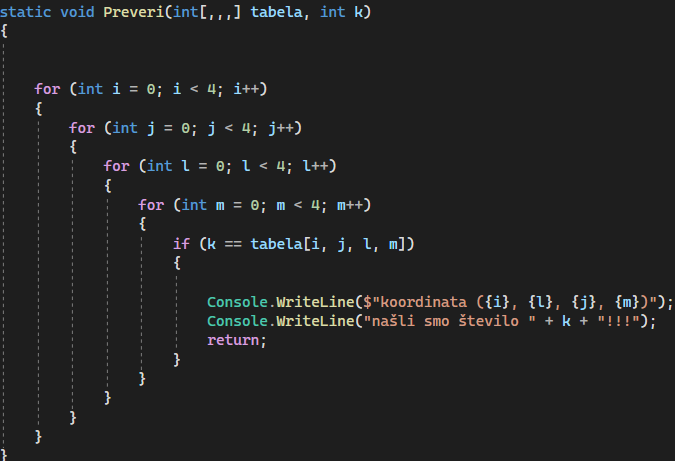 static void Preveri(int[,,,] tabela, int k)
{
for (int i = 0; i < 4; i++)
{
for (int j = 0; j < 4; j++)
{
for (int l = 0; l < 4; l++)
{
for (int m = 0; m < 4; m++)
{
if (k == tabela[i, j, l, m])
{
Console.WriteLine($"koordinata ({i}, {l}, {j}, {m})");
Console.WriteLine("našli smo število " + k + "!!!");
return;
}
}
}
}
}
}